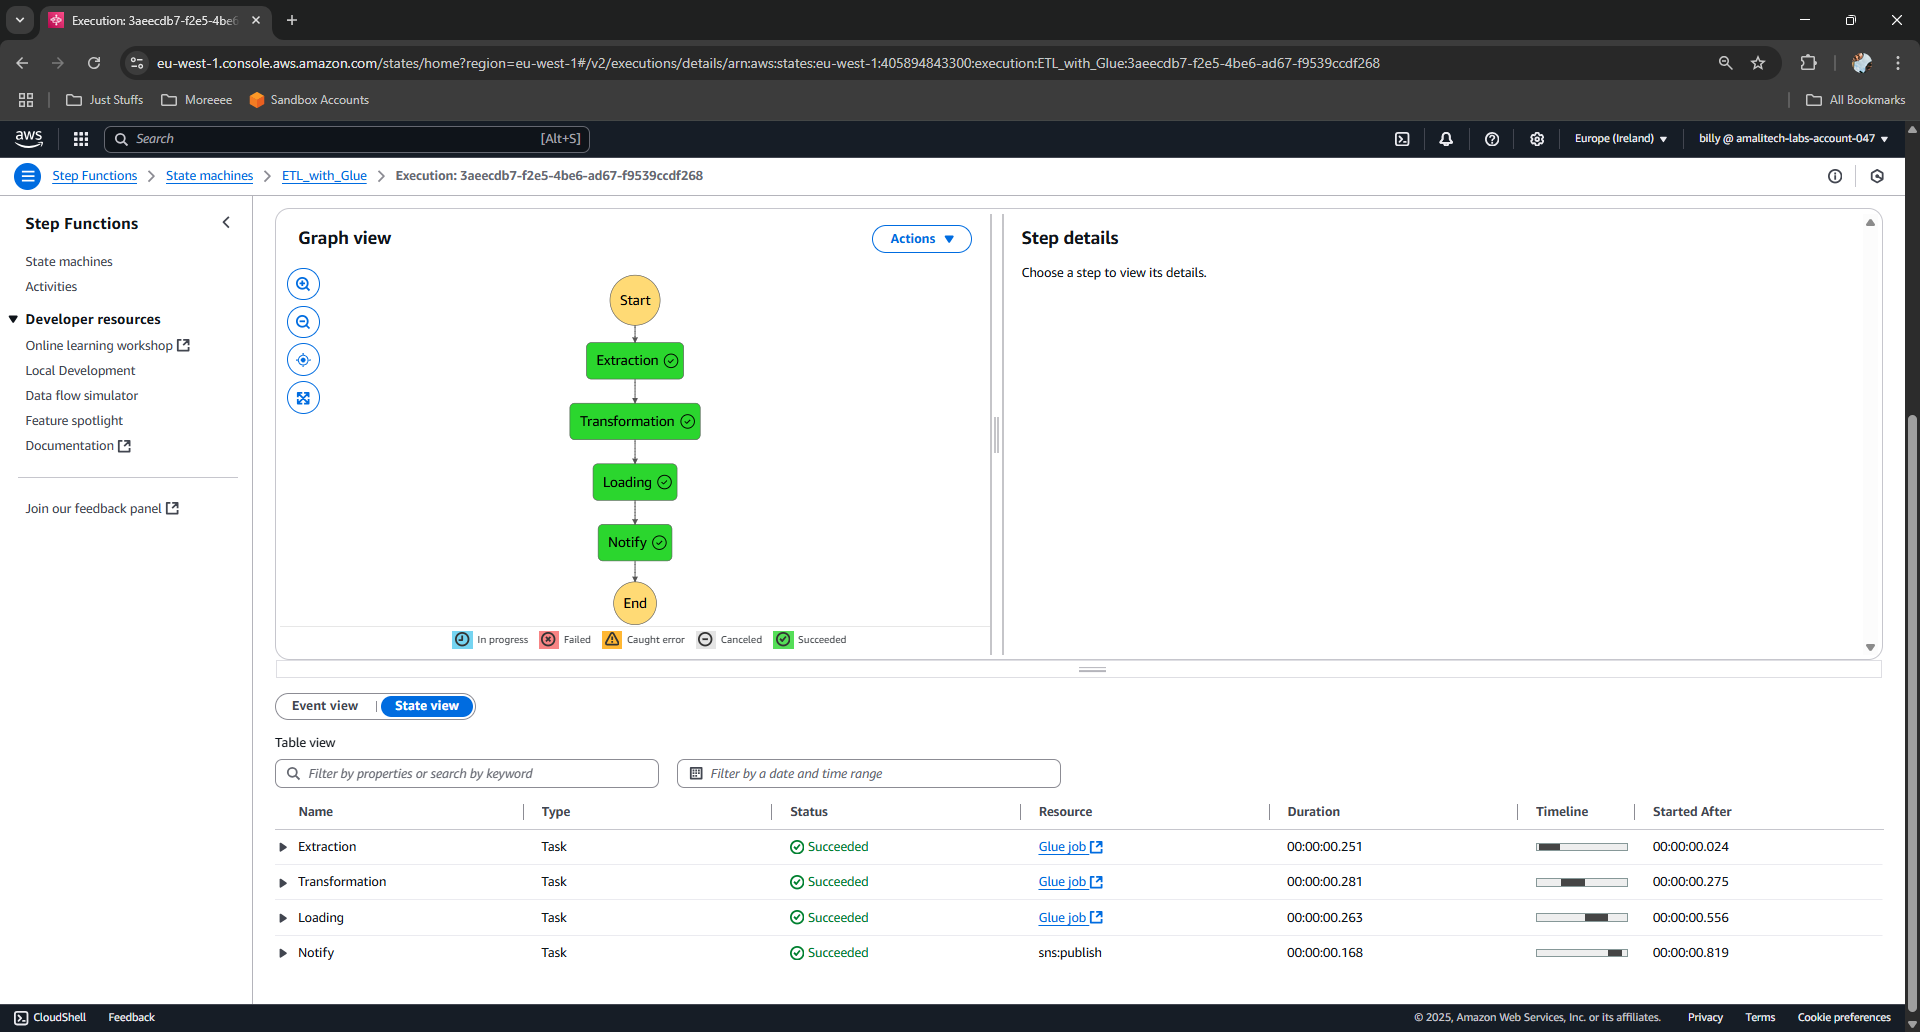 Execution: 3aeecdb7-f2e5-4be6
eu-west-1.console.aws.amazon.com/states/home?region=eu-west-1#/v2/executions/details/arn:aws:states:eu-west-1:405894843300:execution:ETL_with_Glue:3aeecdb7-f2e5-4be6-ad67-f9539ccdf268
Just Stuffs Moreeee Sandbox Accounts All Bookmarks
aws Search [Alt+S] Europe (Ireland) billy @ amalitech-labs-account-047
Step Functions State machines ETL_with_Glue Execution: 3aeecdb7-f2e5-4be6-ad67-f9539ccdf268
Step Functions
State machines
Activities
Developer resources
Online learning workshop
Local Development
Data flow simulator
Feature spotlight
Documentation
Join our feedback panel
Graph view
Actions
Start
Extraction
Transformation
Loading
Notify
End
In progress Failed Caught error Canceled Succeeded
Step details
Choose a step to view its details.
Event view State view
Table view
Filter by properties or search by keyword Filter by a date and time range
Name Type Status Resource Duration Timeline Started After
Extraction Task Succeeded Glue job 00:00:00.251 00:00:00.024
Transformation Task Succeeded Glue job 00:00:00.281 00:00:00.275
Loading Task Succeeded Glue job 00:00:00.263 00:00:00.556
Notify Task Succeeded sns:publish 00:00:00.168 00:00:00.819
CloudShell Feedback © 2025, Amazon Web Services, Inc. or its affiliates. Privacy Terms Cookie preferences